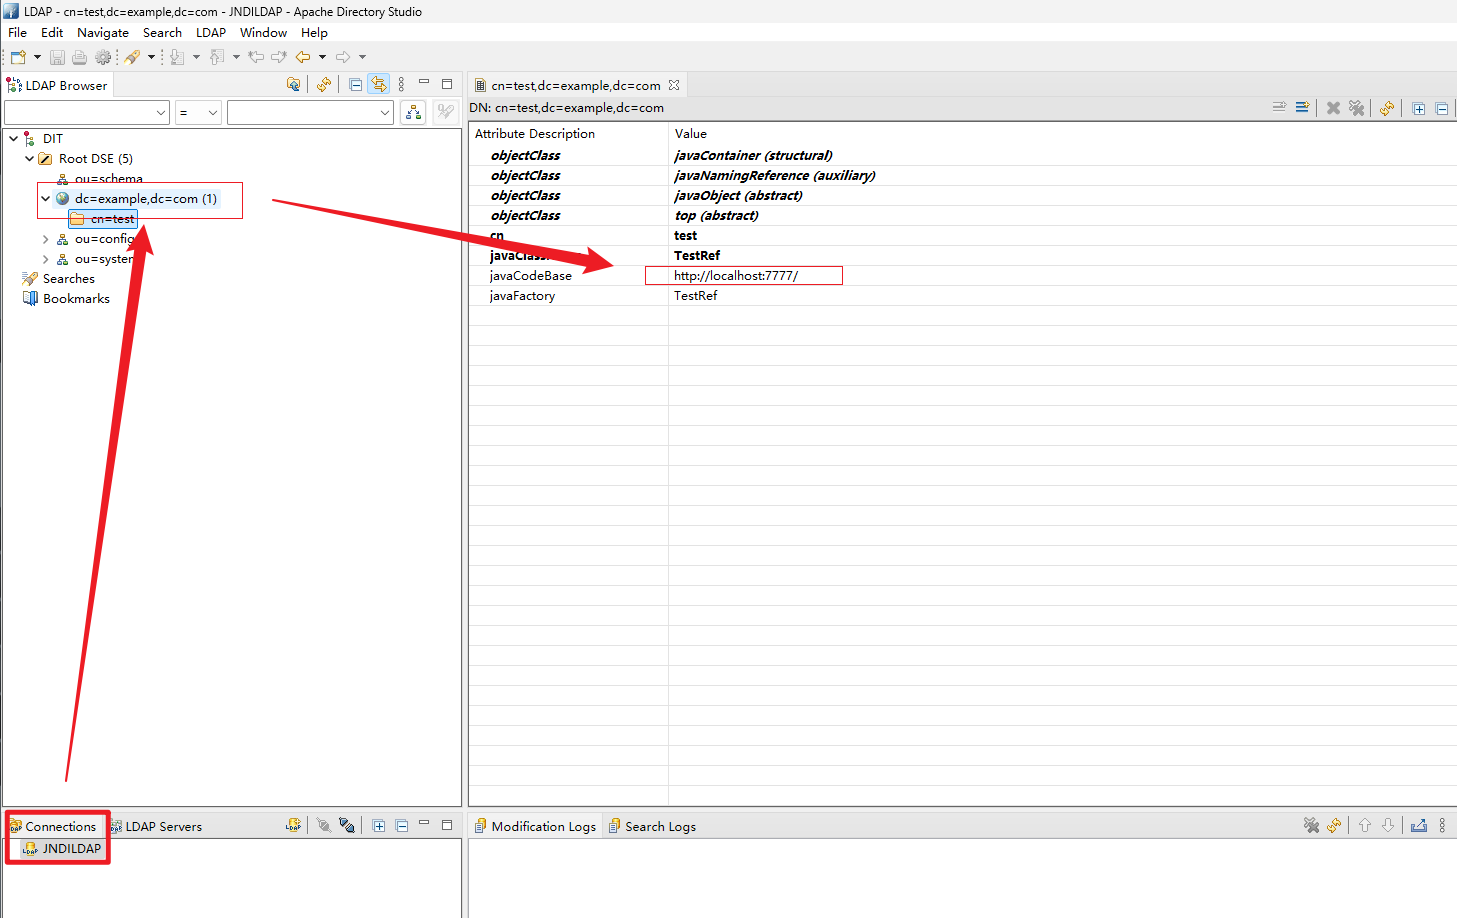 LDAP - cn=test,dc=example,dc=com - JNDILDAP - Apache Directory Studio
File Edit Navigate Search LDAP Window Help
LDAP Browser
=
DIT
Root DSE (5)
ou=schema
dc=example,dc=com (1)
cn=test
ou=config
ou=system
Searches
Bookmarks
cn=test,dc=example,dc=com
DN: cn=test,dc=example,dc=com
Attribute Description Value
objectClass javaContainer (structural)
objectClass javaNamingReference (auxiliary)
objectClass javaObject (abstract)
objectClass top (abstract)
cn test
TestRef
javaCodeBase http://localhost:7777/
javaFactory TestRef
Connections LDAP Servers
JNDILDAP
Modification Logs Search Logs